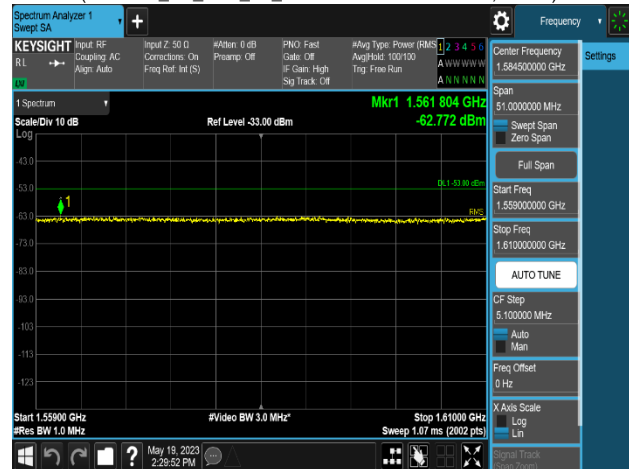 Spectrum Analyzer 1
Swept SA
+
Frequency
KEYSIGHT
RL
Input: RF
Coupling: AC
Align: Auto
Input Z: 50 Ω
Corrections: On
Freq Ref: Int (S)
#Atten: 0 dB
Preamp: Off
PNO: Fast
Gate: Off
IF Gain: High
Sig Track: Off
#Avg Type: Power (RMS
Avg|Hold: 100/100
Trig: Free Run
1 2 3 4 5 6
A W W W W W
A N N N N N
1 Spectrum
Scale/Div 10 dB
Log
Ref Level -33.00 dBm
Mkr1 1.561 804 GHz
-62.772 dBm
-43.0
-53.0
-63.0
-73.0
-83.0
-93.0
-103
-113
-123
DL1 -53.00 dBm
1
RMS
Start 1.55900 GHz
#Res BW 1.0 MHz
#Video BW 3.0 MHz*
Stop 1.61000 GHz
Sweep 1.07 ms (2002 pts)
Settings
Center Frequency
1.584500000 GHz
Span
51.0000000 MHz
Swept Span
Zero Span
Full Span
Start Freq
1.559000000 GHz
Stop Freq
1.610000000 GHz
AUTO TUNE
CF Step
5.100000 MHz
Auto
Man
Freq Offset
0 Hz
X Axis Scale
Log
Lin
Signal Track
(Span Zoom)
?
May 19, 2023
2:29:52 PM